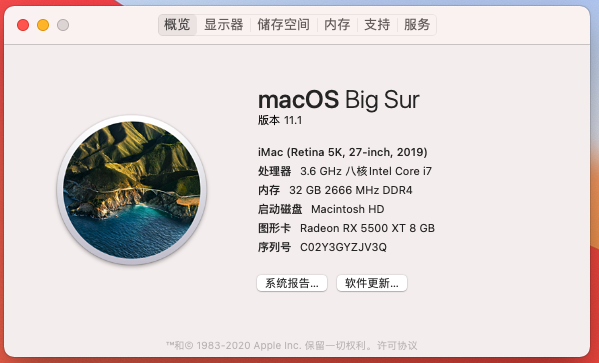 概览 显示器 储存空间 内存 支持 服务
macOS Big Sur
版本 11.1
iMac (Retina 5K, 27-inch, 2019)
处理器 3.6 GHz 八核Intel Core i7
内存 32 GB 2666 MHz DDR4
启动磁盘 Macintosh HD
图形卡 Radeon RX 5500 XT 8 GB
序列号 C02Y3GYZJV3Q
系统报告... 软件更新...
™和© 1983-2020 Apple Inc. 保留一切权利。许可协议